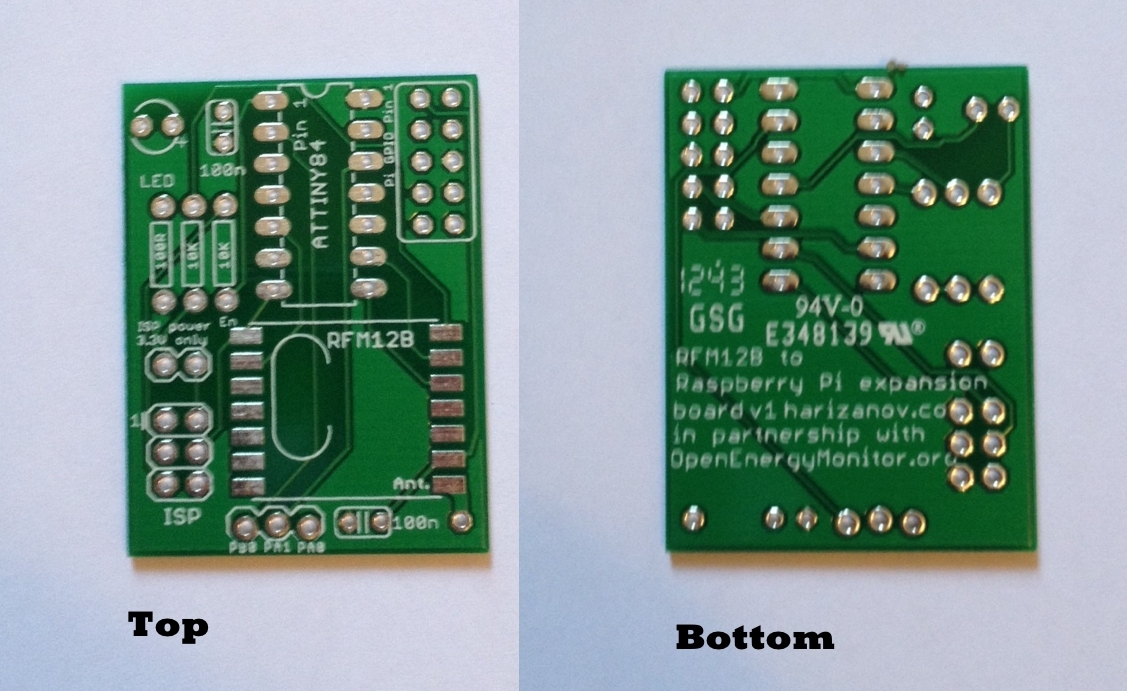 Pin 1
ATTINY84
Pi GPIO Pin 1
+
100n
LED
100R
10K
10K
ISP power
3.3V only
En
RFM12B
1
Ant.
ISP
100n
PB0 PA1 PA0
Top
1243
GSG
94V-0
E348139 ®
RFM12B to
Raspberry Pi expansion
board v1 harizanov.co
in partnership with
OpenEnergyMonitor.org
Bottom